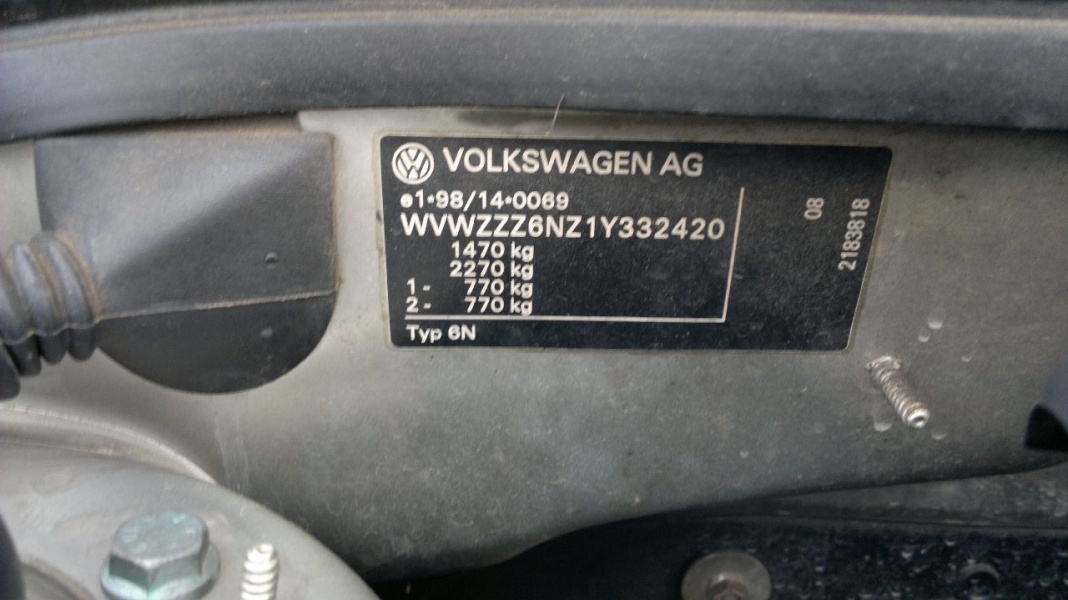 VOLKSWAGEN AG
e1*98/14*0069
WVWZZZ6NZ1Y332420
1470 kg
2270 kg
1- 770 kg
2- 770 kg
Typ 6N
08
2183818